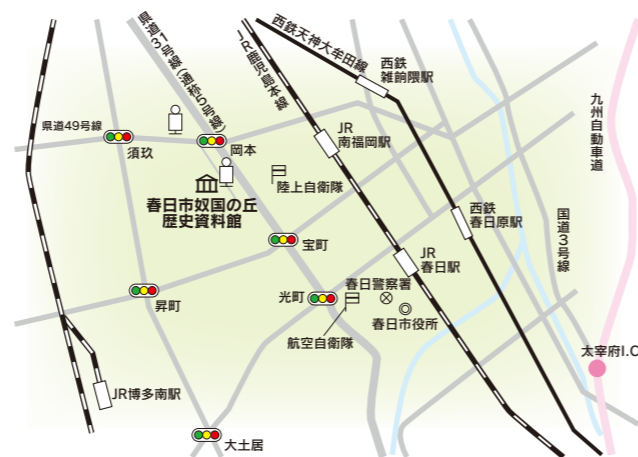 県道31号線(通称5号線)
JR鹿児島本線
西鉄天神大牟田線
西鉄
雑餉隈駅
九州自動車道
県道49号線
須玖
岡本
JR
南福岡駅
陸上自衛隊
春日市奴国の丘
歴史資料館
西鉄
春日原駅
国道3号線
宝町
JR
春日駅
昇町
光町
春日警察署
春日市役所
航空自衛隊
太宰府I.C
JR博多南駅
大土居